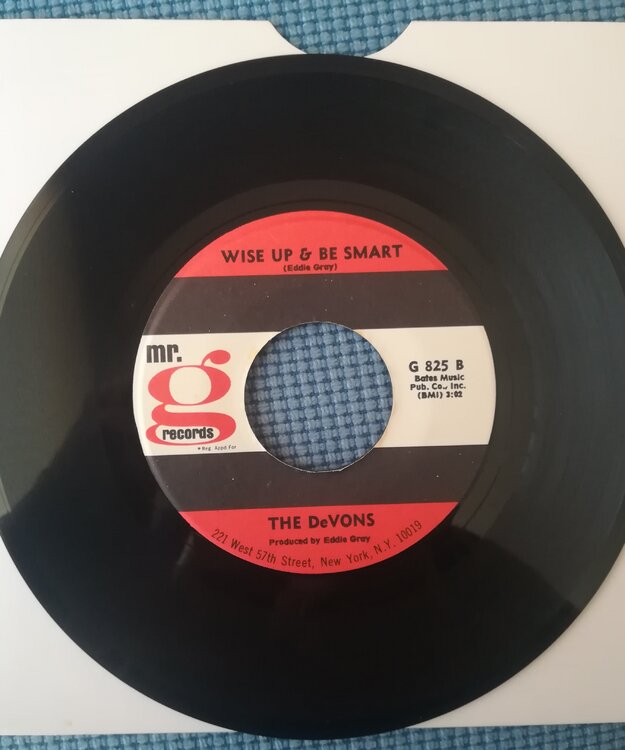 WISE UP & BE SMART
(Eddie Gray)
mr.
g
records
* Reg. Appd For
G 825 B
Bates Music
Pub. Co., Inc.
(BMI) 3:02
THE DeVONS
Produced by Eddie Gray
221 West 57th Street, New York, N.Y. 10019